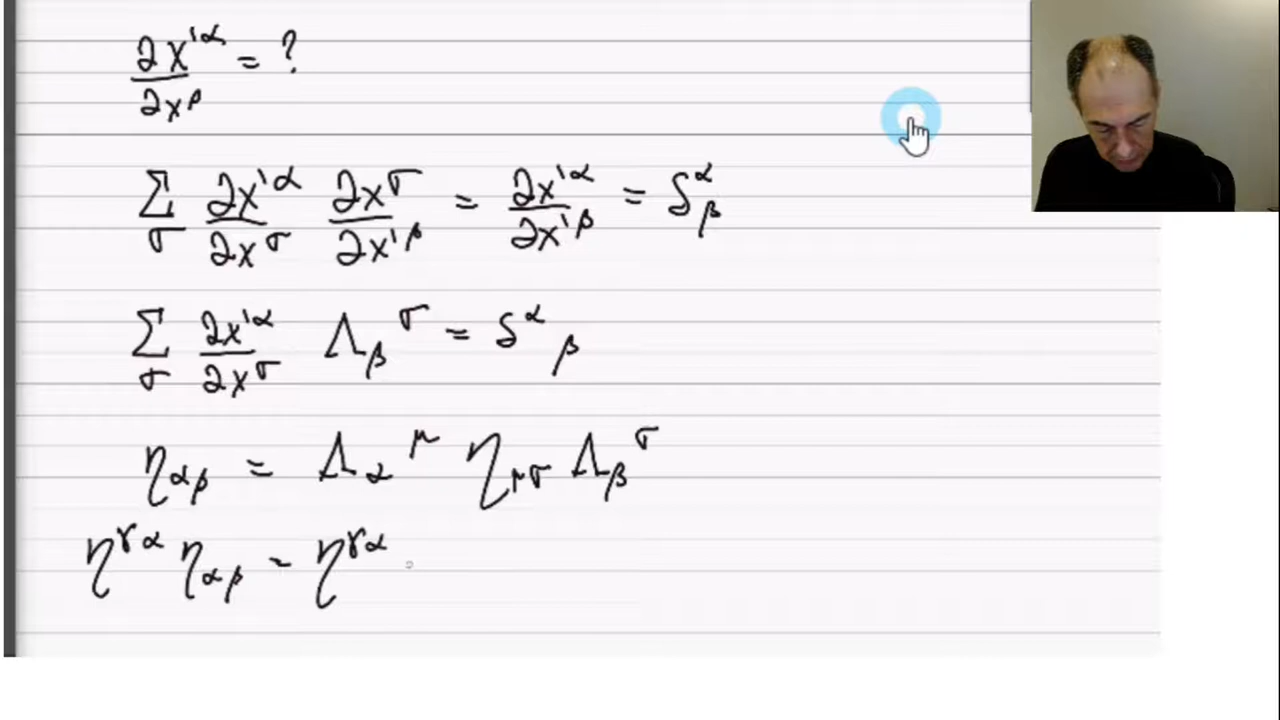 ∂x'^α/∂x^β = ?
Σ_σ ∂x'^α/∂x^σ ∂x^σ/∂x'^β = ∂x'^α/∂x'^β = δ^α_β
Σ_σ ∂x'^α/∂x^σ Λ_β^σ = δ^α_β
η_αβ = Λ_α^μ η_μσ Λ_β^σ
η^γα η_αβ = η^γα